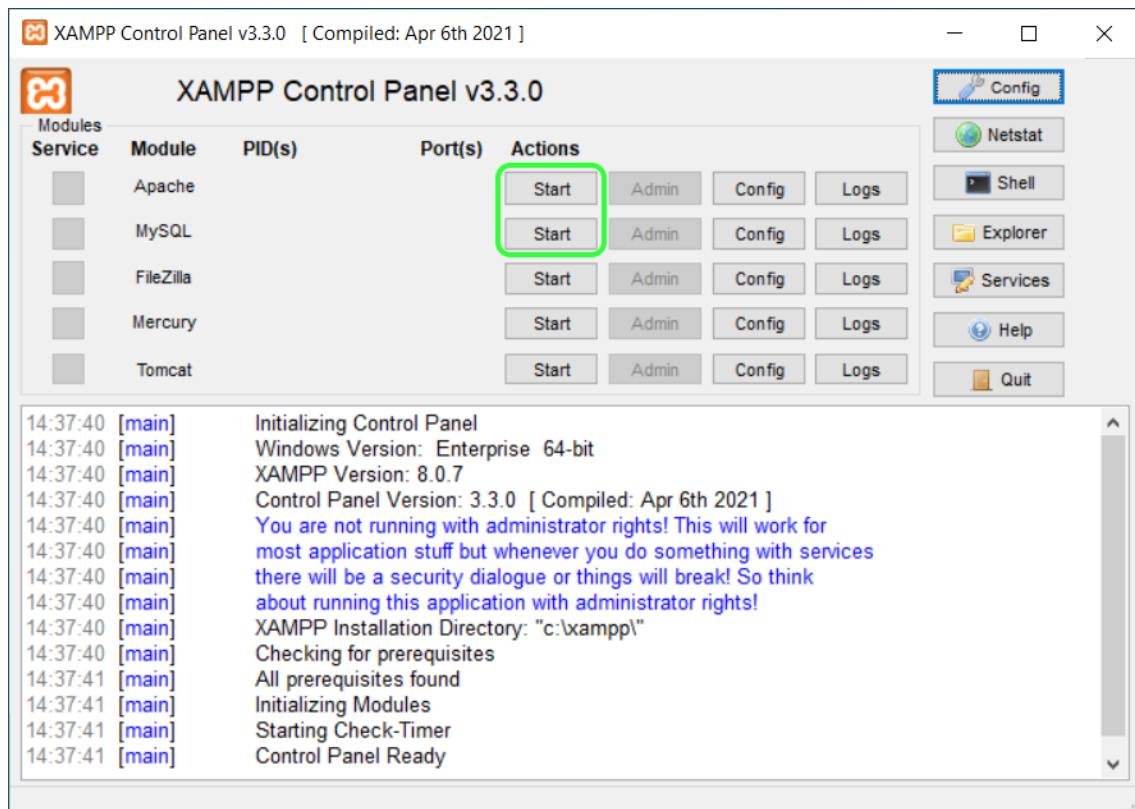 XAMPP Control Panel v3.3.0 [ Compiled: Apr 6th 2021 ]
XAMPP Control Panel v3.3.0
Config
Modules
Netstat
Service Module PID(s) Port(s) Actions
Apache Start Admin Config Logs
Shell
MySQL Start Admin Config Logs
Explorer
FileZilla Start Admin Config Logs
Services
Mercury Start Admin Config Logs
Help
Tomcat Start Admin Config Logs
Quit
14:37:40 [main] Initializing Control Panel
14:37:40 [main] Windows Version: Enterprise 64-bit
14:37:40 [main] XAMPP Version: 8.0.7
14:37:40 [main] Control Panel Version: 3.3.0 [ Compiled: Apr 6th 2021 ]
14:37:40 [main] You are not running with administrator rights! This will work for
14:37:40 [main] most application stuff but whenever you do something with services
14:37:40 [main] there will be a security dialogue or things will break! So think
14:37:40 [main] about running this application with administrator rights!
14:37:40 [main] XAMPP Installation Directory: "c:\xampp\"
14:37:40 [main] Checking for prerequisites
14:37:41 [main] All prerequisites found
14:37:41 [main] Initializing Modules
14:37:41 [main] Starting Check-Timer
14:37:41 [main] Control Panel Ready